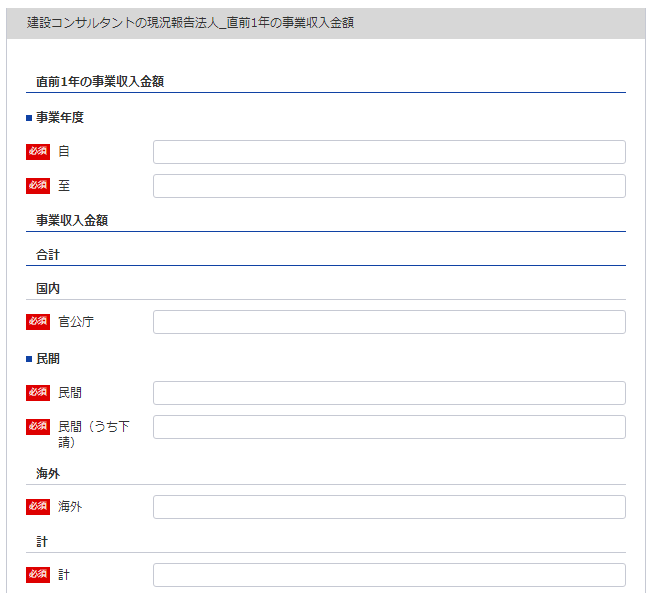 建設コンサルタントの現況報告法人_直前1年の事業収入金額
直前1年の事業収入金額
事業年度
必須 自
必須 至
事業収入金額
合計
国内
必須 官公庁
民間
必須 民間
必須 民間（うち下
請）
海外
必須 海外
計
必須 計